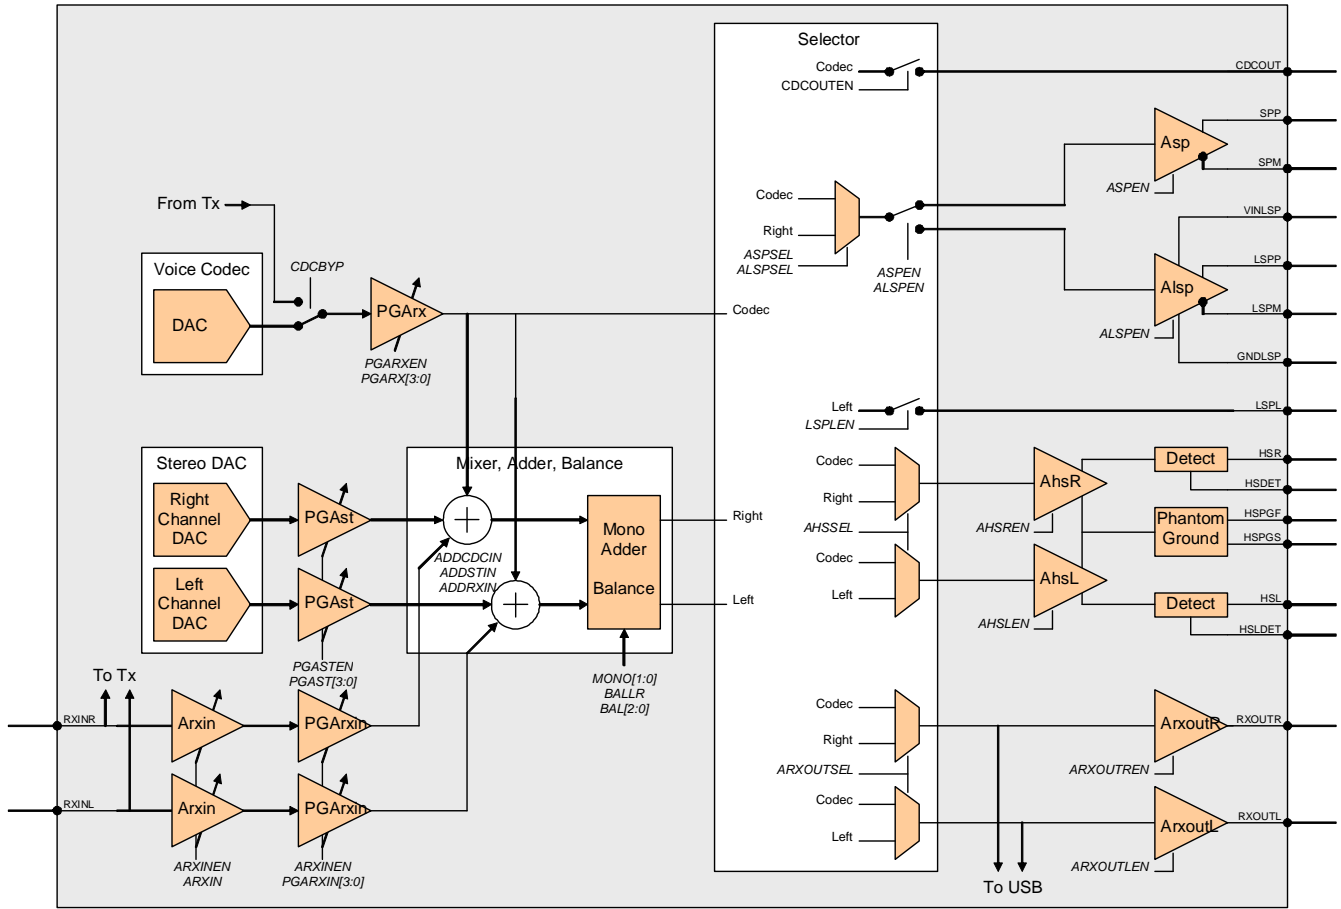 Selector
Codec
CDCOUTEN
CDCOUT
SPP
Asp
SPM
ASPEN
From Tx
Codec
Right
ASPSEL
ALSPSEL
ASPEN
ALSPEN
VINLSP
LSPP
Alsp
LSPM
ALSPEN
GNDLSP
Voice Codec
DAC
CDCBYP
PGArx
PGARXEN
PGARX[3:0]
Codec
Left
LSPLEN
LSPL
Stereo DAC
Right
Channel
DAC
Left
Channel
DAC
PGAst
PGAst
PGASTEN
PGAST[3:0]
Mixer, Adder, Balance
ADDCDCIN
ADDSTIN
ADDRXIN
Mono
Adder
Balance
MONO[1:0]
BALLR
BAL[2:0]
Right
Left
Codec
Right
AHSSEL
Codec
Left
AhsR
AHSREN
AhsL
AHSLEN
Detect
HSR
HSDET
Phantom
Ground
HSPGF
HSPGS
Detect
HSL
HSLDET
To Tx
RXINR
Arxin
PGArxin
RXINL
Arxin
PGArxin
ARXINEN
ARXIN
ARXINEN
PGARXIN[3:0]
Codec
Right
ARXOUTSEL
Codec
Left
ArxoutR
RXOUTR
ARXOUTREN
ArxoutL
RXOUTL
ARXOUTLEN
To USB